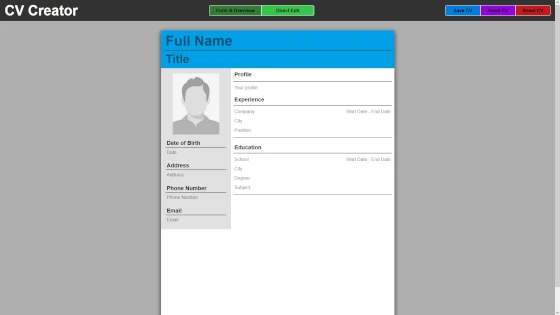 CV Creator
Form & Overview Direct Edit
Save CV Reset CV
Full Name
Title
Profile
Your profile
Experience
Company Start Date - End Date
City
Position
Education
School Start Date - End Date
City
Degree
Subject
Date of Birth
Date
Address
Address
Phone Number
Phone Number
Email
Email